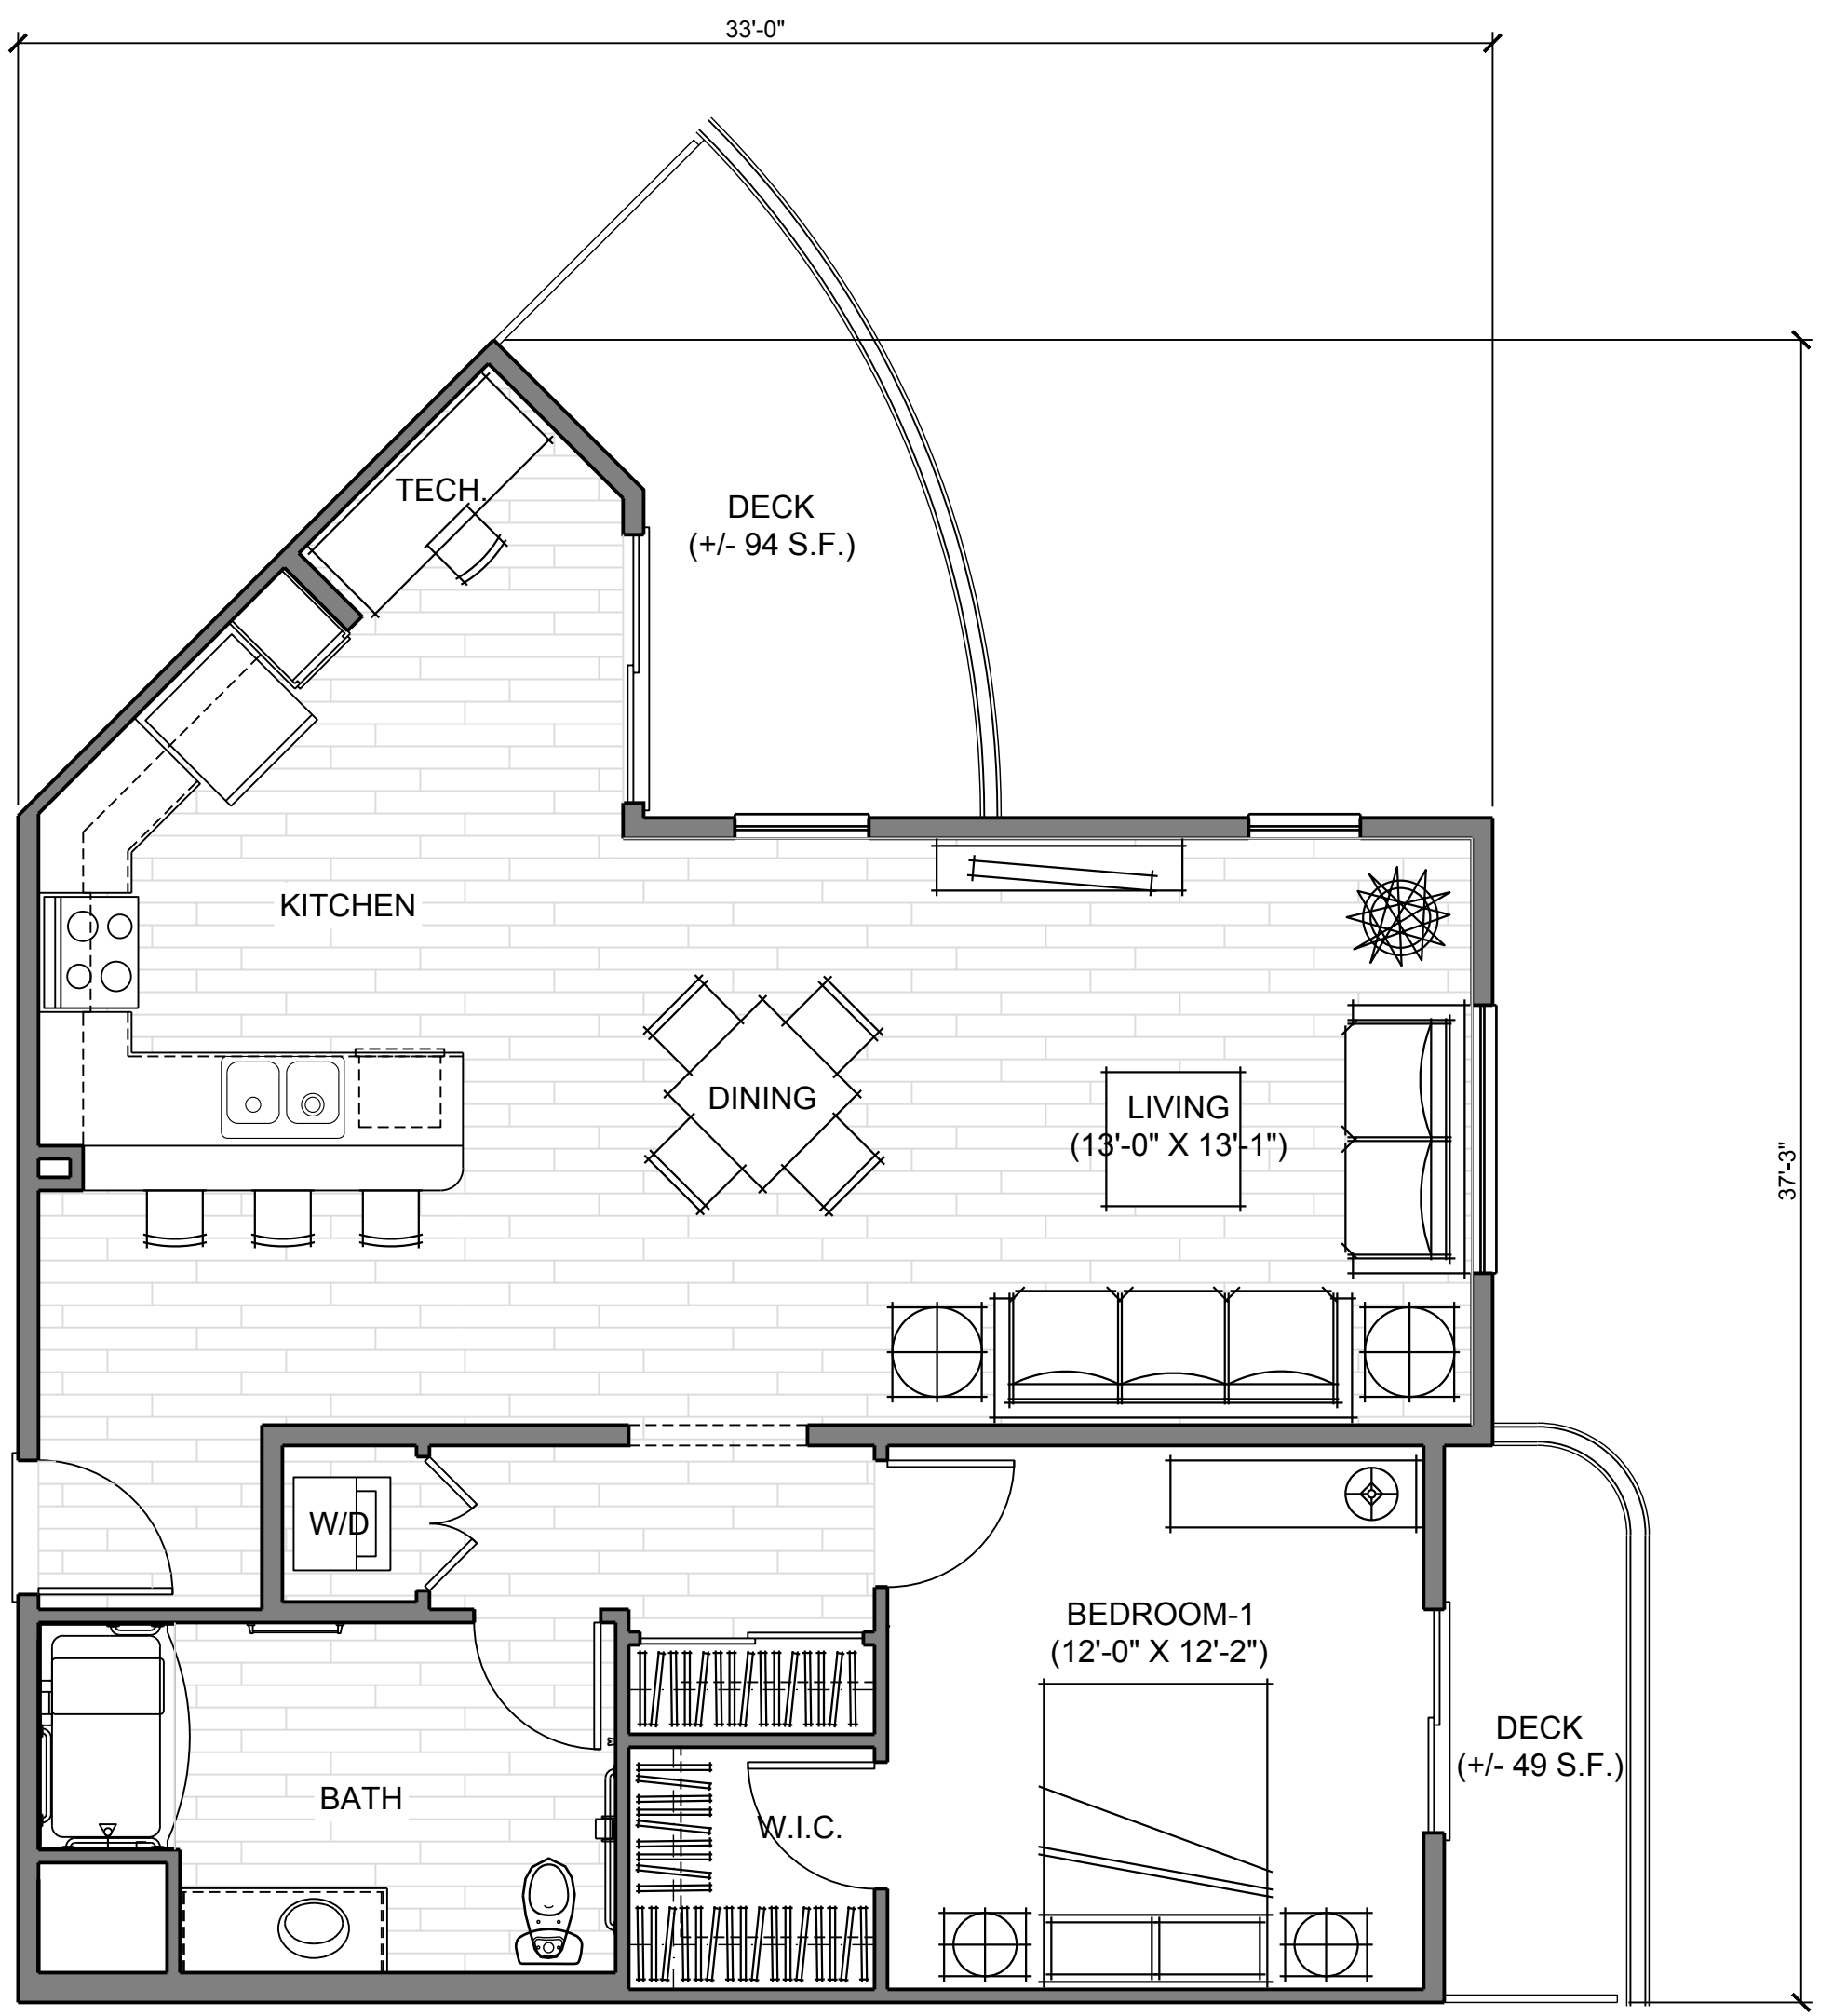 33'-0"
TECH.
DECK
(+/- 94 S.F.)
KITCHEN
DINING
LIVING
(13'-0" X 13'-1")
37'-3"
W/D
BEDROOM-1
(12'-0" X 12'-2")
DECK
(+/- 49 S.F.)
BATH
W.I.C.